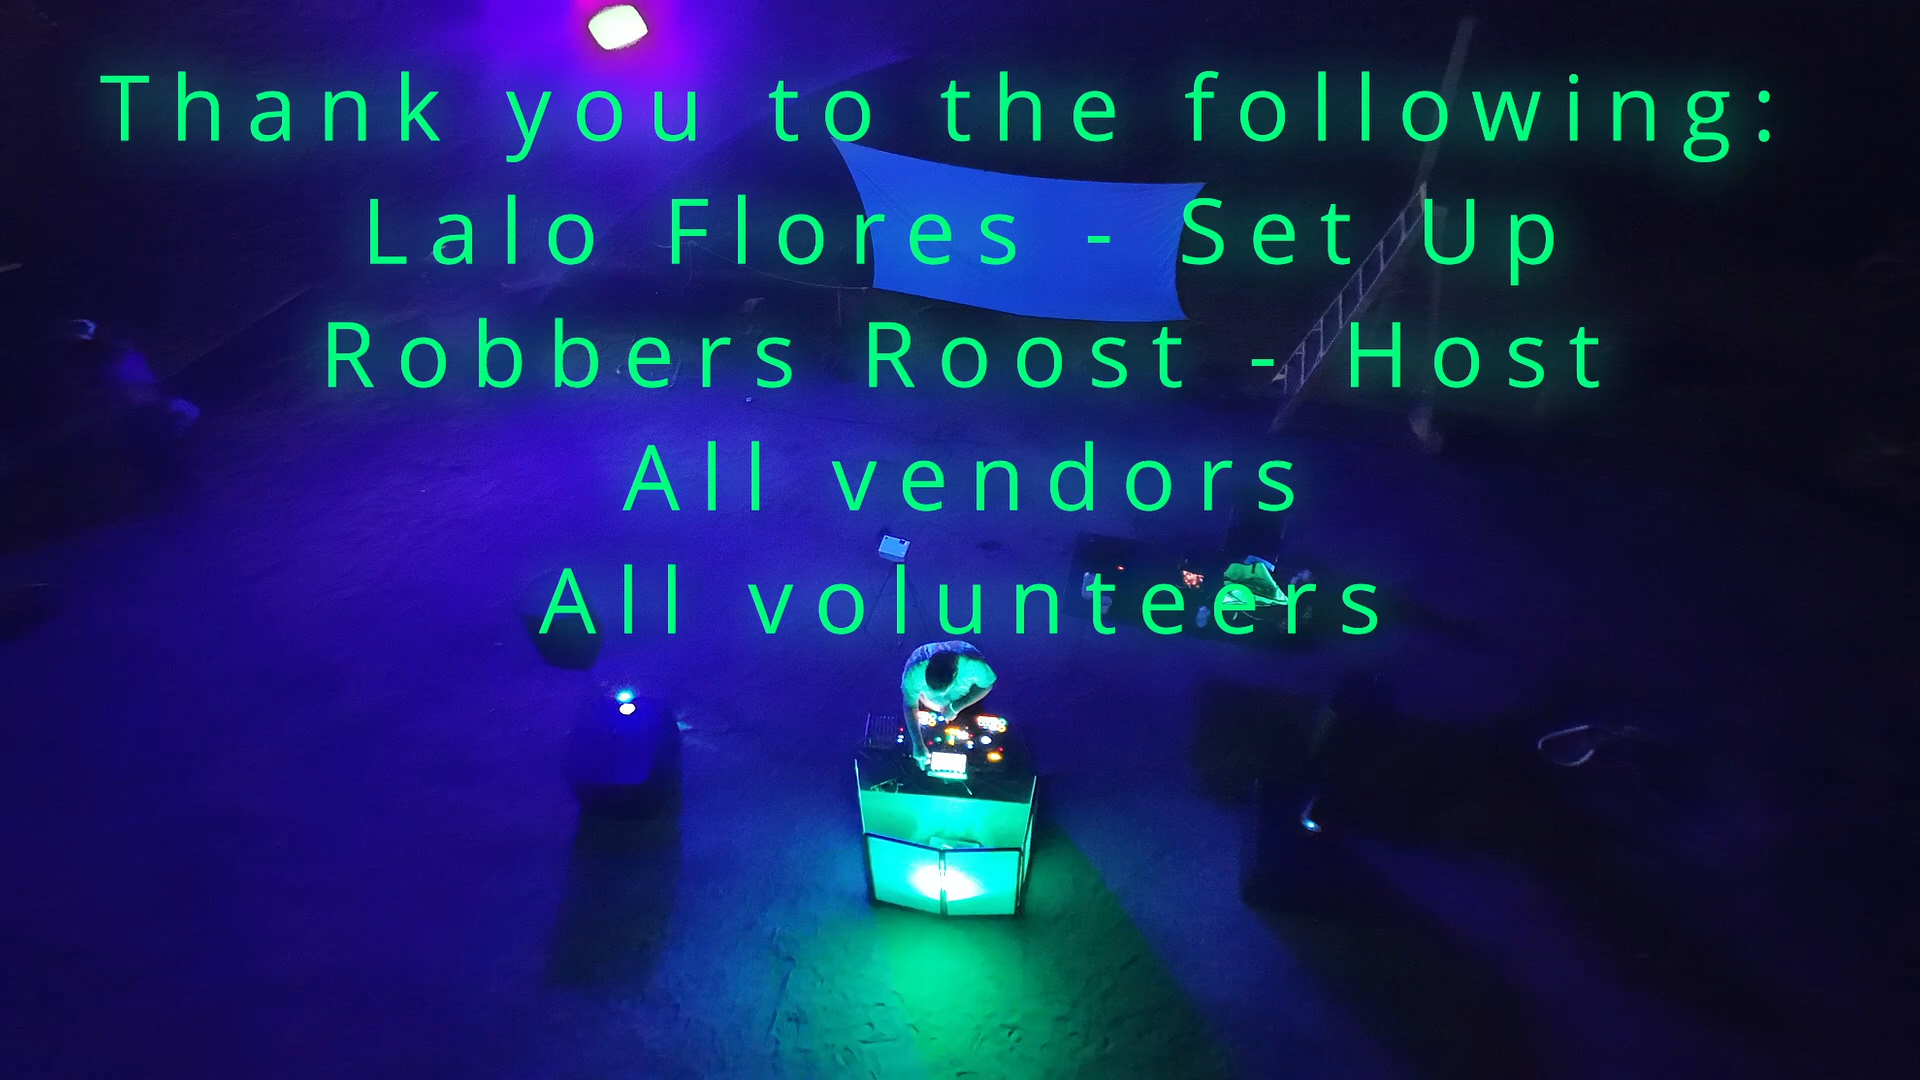 Thank you to the following:
Lalo Flores - Set Up
Robbers Roost - Host
All vendors
All volunteers